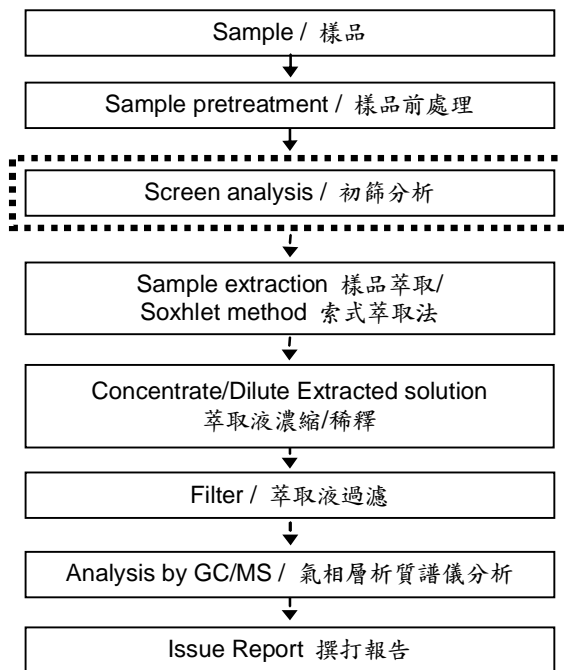 Sample / 樣品
Sample pretreatment / 樣品前處理
Screen analysis / 初篩分析
Sample extraction 樣品萃取/
Soxhlet method 索式萃取法
Concentrate/Dilute Extracted solution
萃取液濃縮/稀釋
Filter / 萃取液過濾
Analysis by GC/MS / 氣相層析質譜儀分析
Issue Report 撰打報告